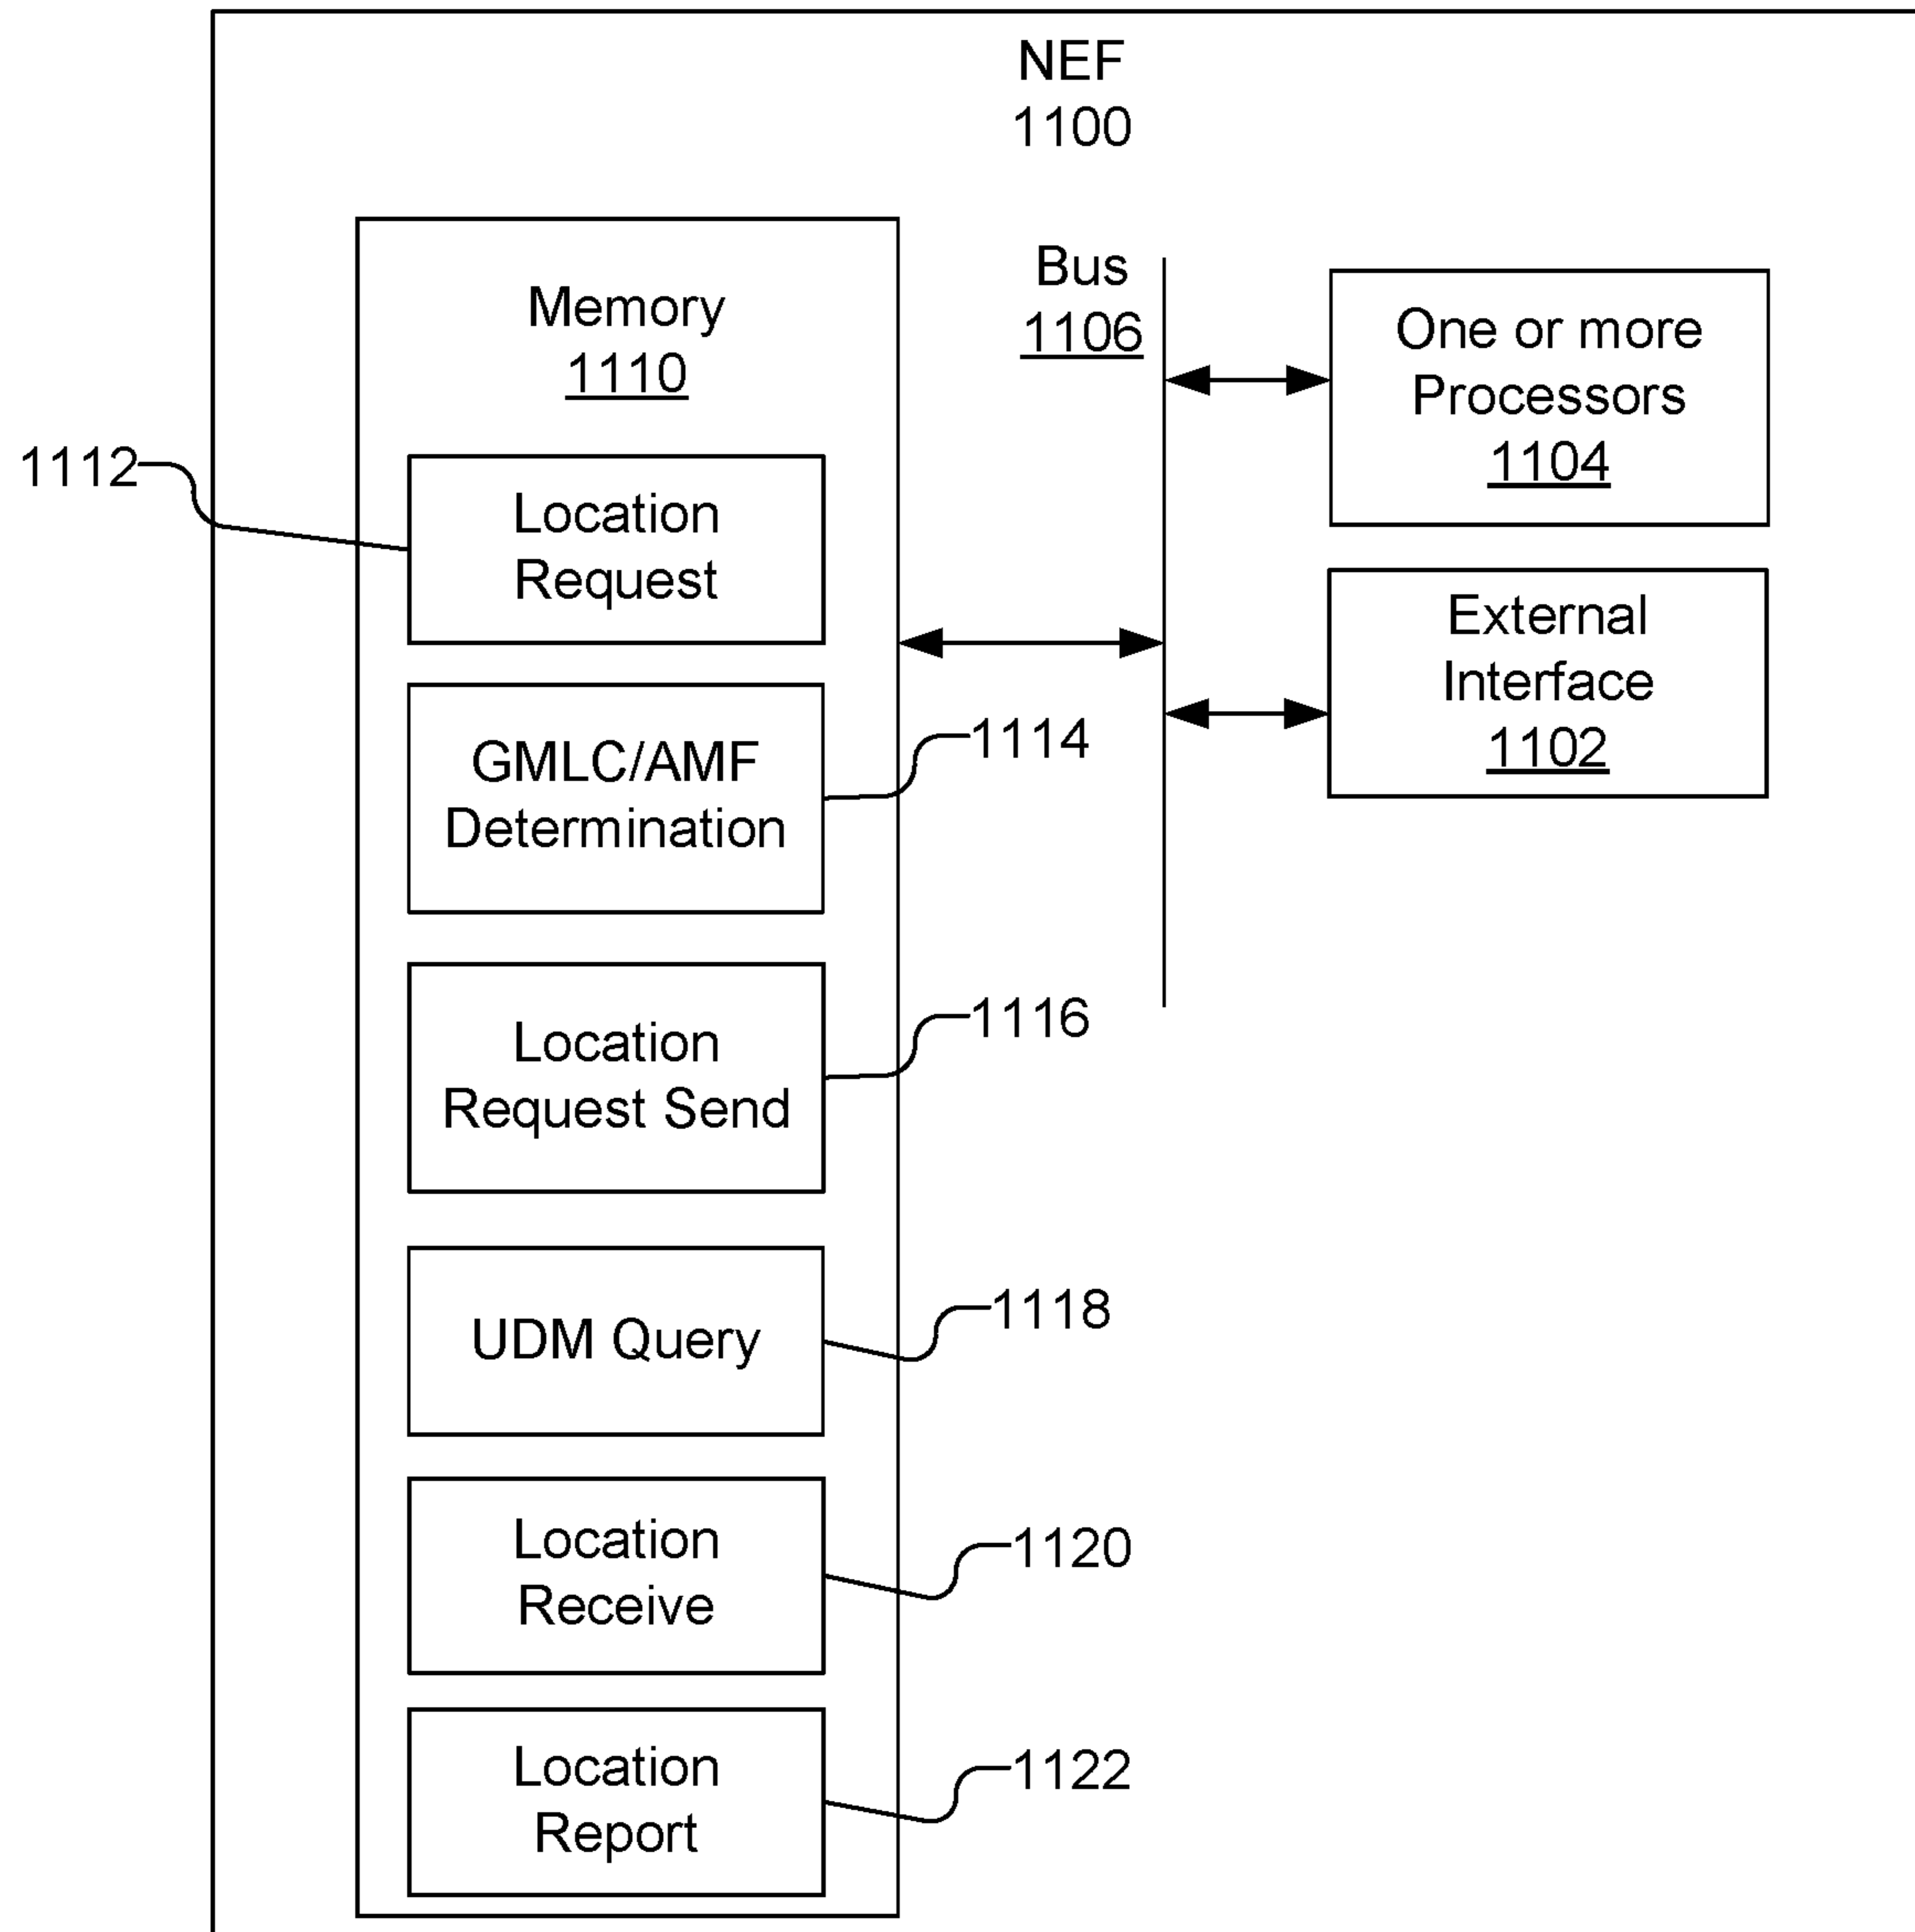 NEF
1100
Memory
1110
Bus
1106
One or more
Processors
1104
External
Interface
1102
1112
Location
Request
GMLC/AMF
Determination
1114
Location
Request Send
1116
UDM Query
1118
Location
Receive
1120
Location
Report
1122